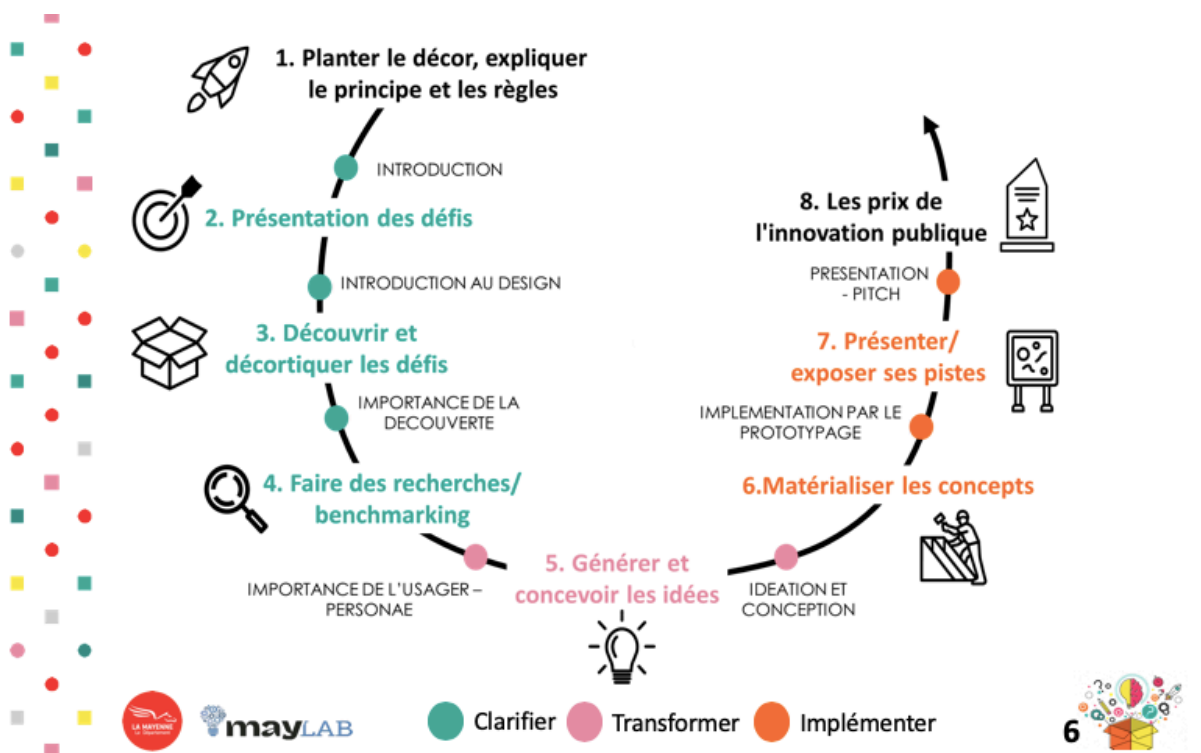 1. Planter le décor, expliquer
le principe et les règles
INTRODUCTION
2. Présentation des défis
INTRODUCTION AU DESIGN
3. Découvrir et
décortiquer les défis
IMPORTANCE DE LA
DECOUVERTE
4. Faire des recherches/
benchmarking
IMPORTANCE DE L'USAGER –
PERSONAE
5. Générer et
concevoir les idées
IDEATION ET
CONCEPTION
6.Matérialiser les concepts
IMPLEMENTATION PAR LE
PROTOTYPAGE
7. Présenter/
exposer ses pistes
PRESENTATION
- PITCH
8. Les prix de
l'innovation publique
LA MAYENNE
Le Département
mayLAB
Clarifier
Transformer
Implémenter
6